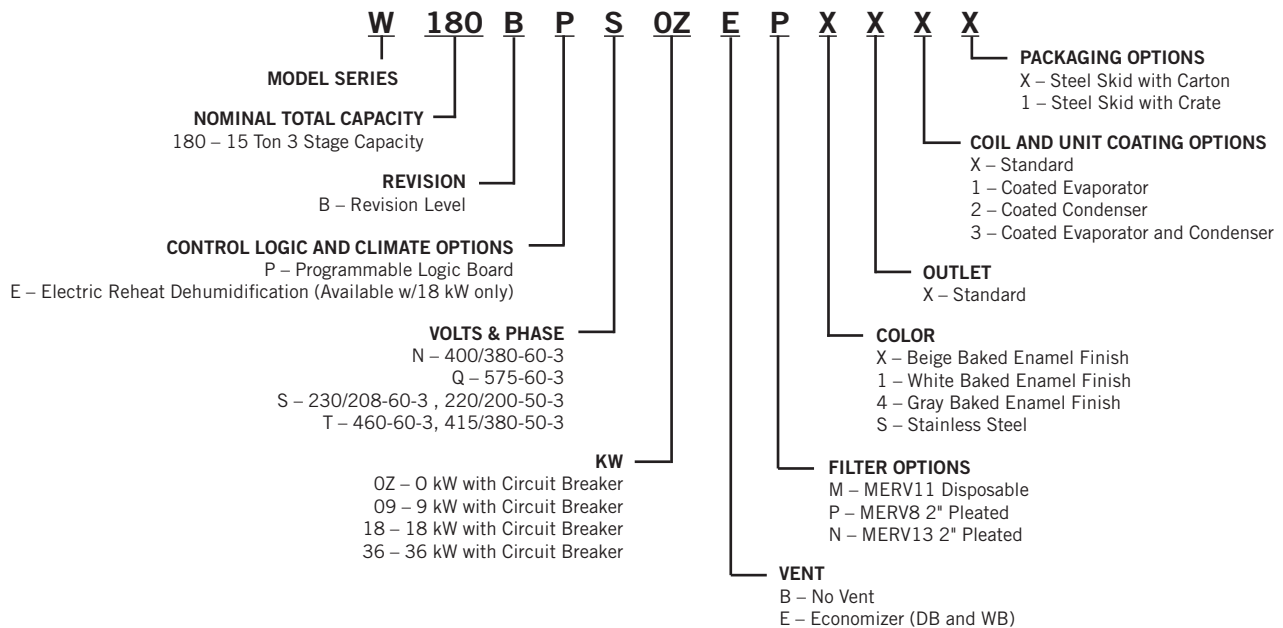 W 180 B P S 0Z E P X X X X
MODEL SERIES
NOMINAL TOTAL CAPACITY
180 – 15 Ton 3 Stage Capacity
REVISION
B – Revision Level
CONTROL LOGIC AND CLIMATE OPTIONS
P – Programmable Logic Board
E – Electric Reheat Dehumidification (Available w/18 kW only)
VOLTS & PHASE
N – 400/380-60-3
Q – 575-60-3
S – 230/208-60-3 , 220/200-50-3
T – 460-60-3, 415/380-50-3
KW
0Z – O kW with Circuit Breaker
09 – 9 kW with Circuit Breaker
18 – 18 kW with Circuit Breaker
36 – 36 kW with Circuit Breaker
PACKAGING OPTIONS
X – Steel Skid with Carton
1 – Steel Skid with Crate
COIL AND UNIT COATING OPTIONS
X – Standard
1 – Coated Evaporator
2 – Coated Condenser
3 – Coated Evaporator and Condenser
OUTLET
X – Standard
COLOR
X – Beige Baked Enamel Finish
1 – White Baked Enamel Finish
4 – Gray Baked Enamel Finish
S – Stainless Steel
FILTER OPTIONS
M – MERV11 Disposable
P – MERV8 2" Pleated
N – MERV13 2" Pleated
VENT
B – No Vent
E – Economizer (DB and WB)